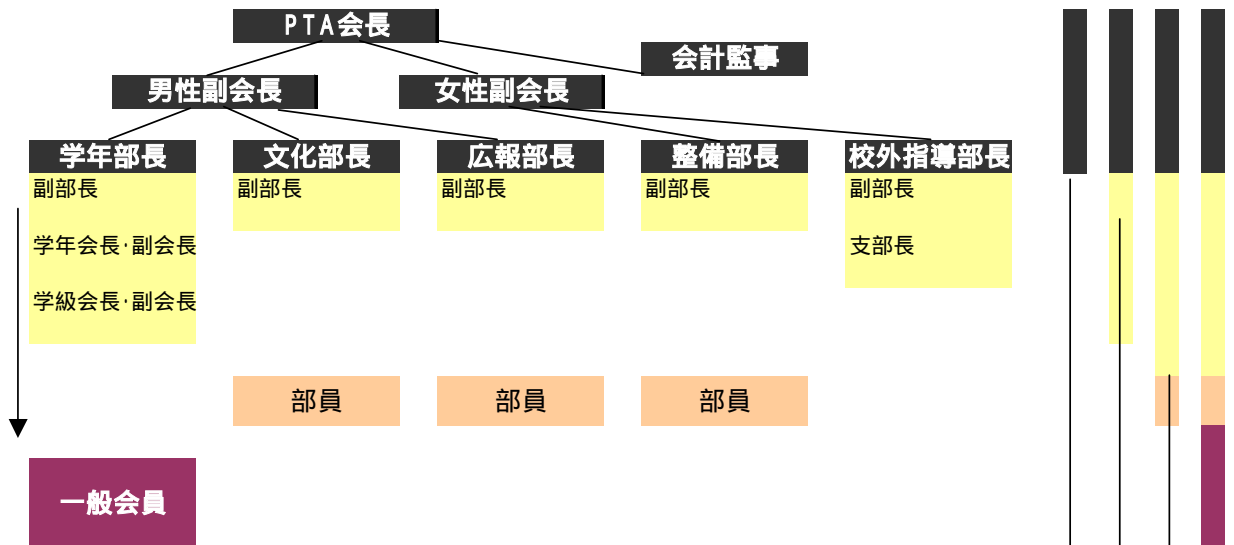 PTA会長
会計監事
男性副会長
女性副会長
学年部長
文化部長
広報部長
整備部長
校外指導部長
副部長
副部長
副部長
副部長
副部長
学年会長・副会長
支部長
学級会長・副会長
部員
部員
部員
一般会員